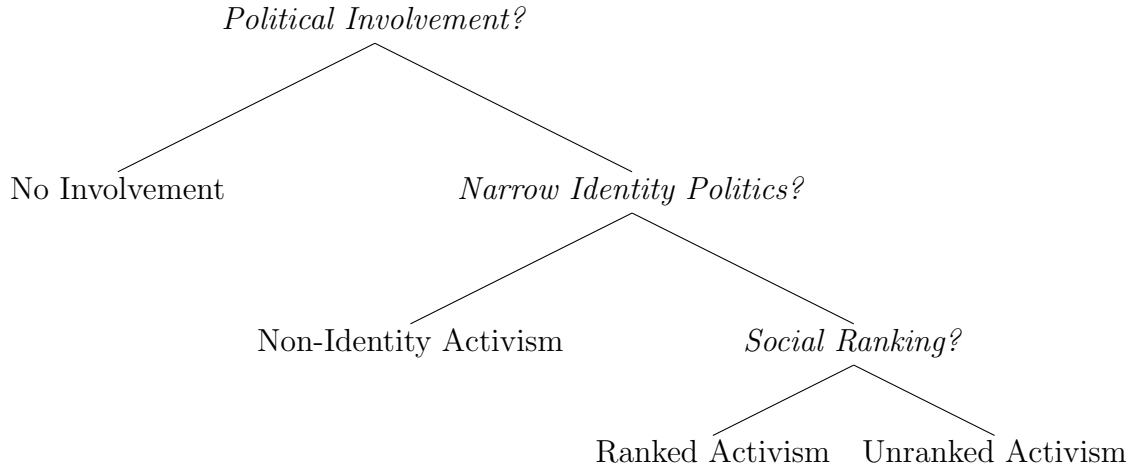 Political Involvement?
No Involvement
Narrow Identity Politics?
Non-Identity Activism
Social Ranking?
Ranked Activism
Unranked Activism